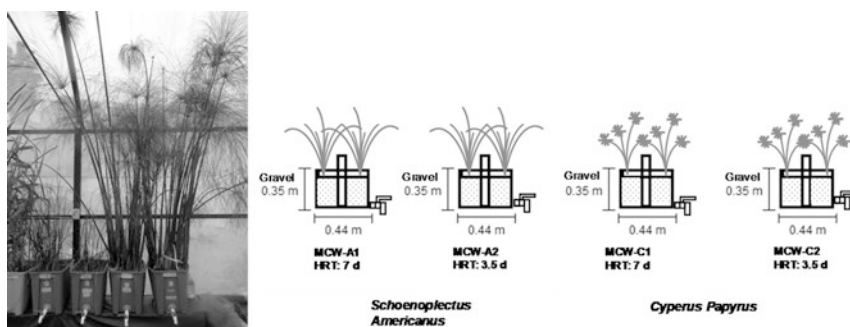 Gravel
0.35 m
0.44 m
MCW-A1
HRT: 7 d
Gravel
0.35 m
0.44 m
MCW-A2
HRT: 3.5 d
Schoenoplectus
Americanus
Gravel
0.35 m
0.44 m
MCW-C1
HRT: 7 d
Gravel
0.35 m
0.44 m
MCW-C2
HRT: 3.5 d
Cyperus Papyrus